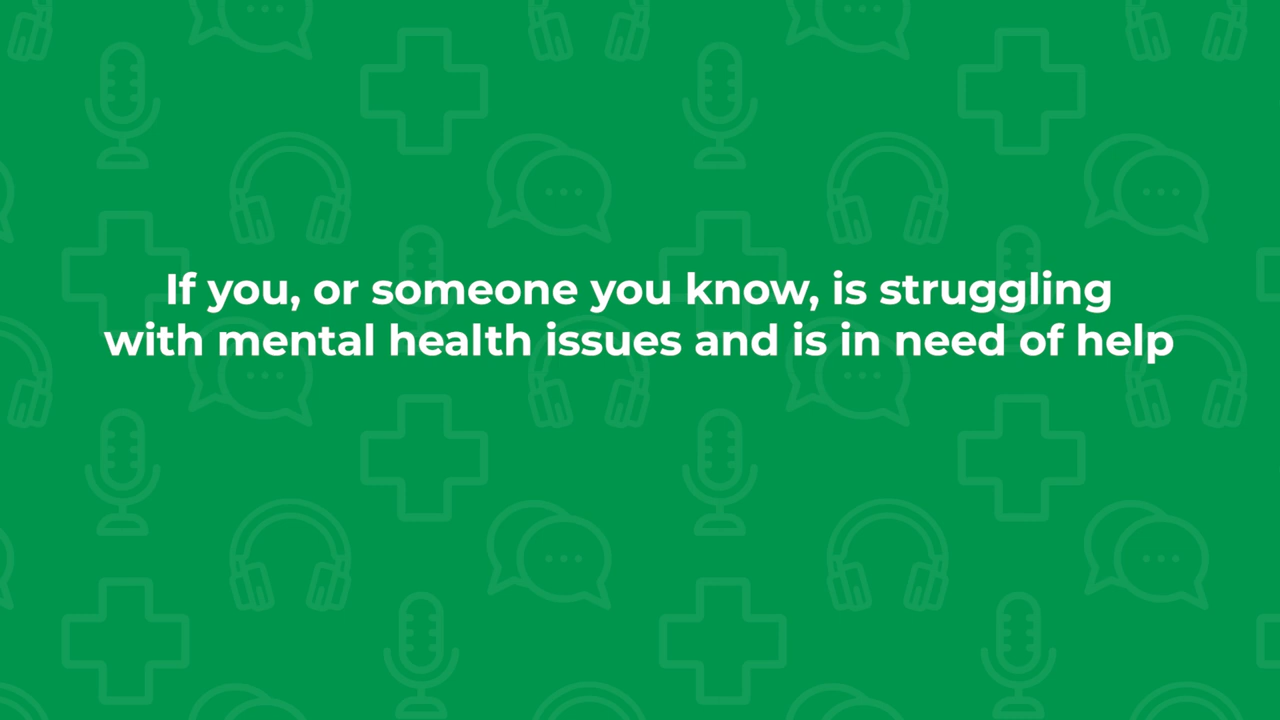 If you, or someone you know, is struggling
with mental health issues and is in need of help